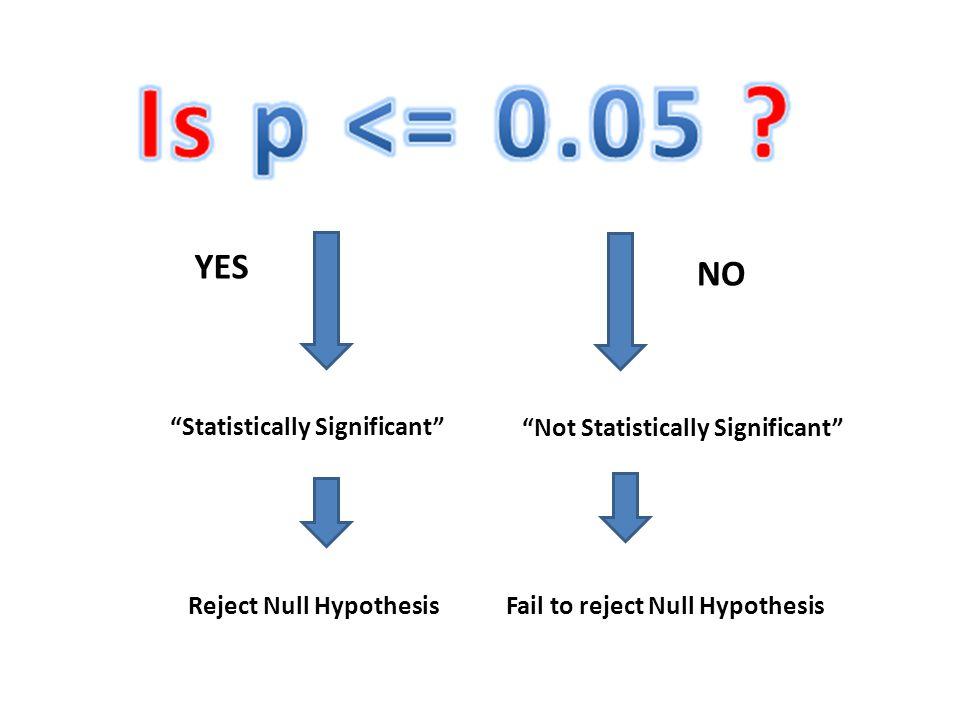 Is p <= 0.05 ?
YES
NO
“Statistically Significant”
“Not Statistically Significant”
Reject Null Hypothesis
Fail to reject Null Hypothesis